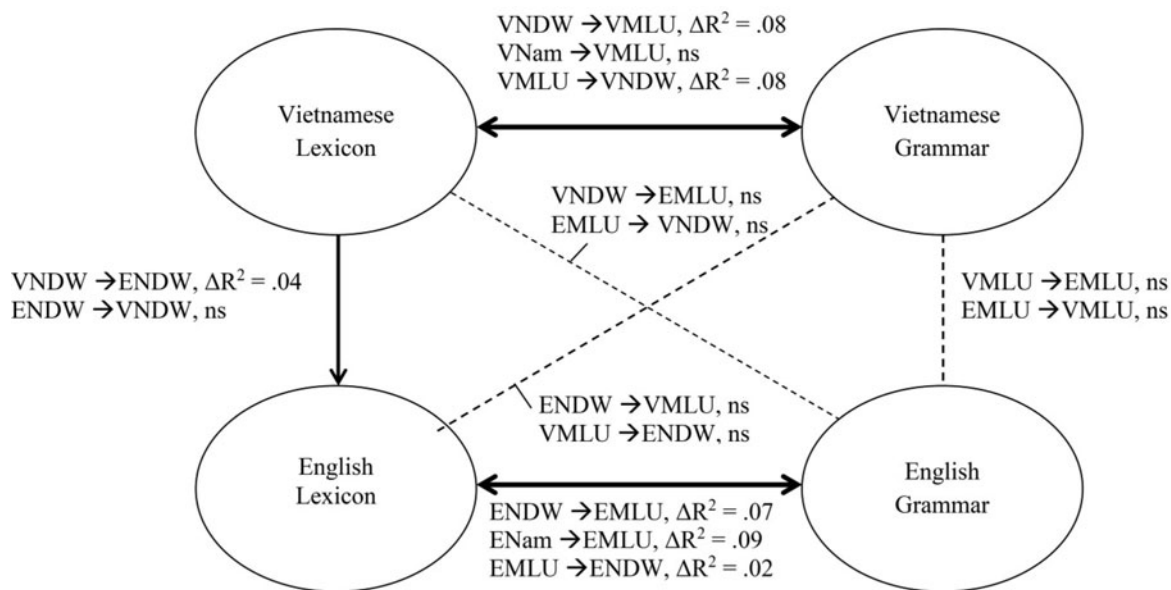 VNDW →VMLU, ΔR² = .08
VNam →VMLU, ns
VMLU →VNDW, ΔR² = .08
Vietnamese
Lexicon
Vietnamese
Grammar
VNDW →EMLU, ns
EMLU → VNDW, ns
VNDW →ENDW, ΔR² = .04
ENDW →VNDW, ns
VMLU →EMLU, ns
EMLU →VMLU, ns
ENDW →VMLU, ns
VMLU →ENDW, ns
English
Lexicon
English
Grammar
ENDW →EMLU, ΔR² = .07
ENam →EMLU, ΔR² = .09
EMLU →ENDW, ΔR² = .02